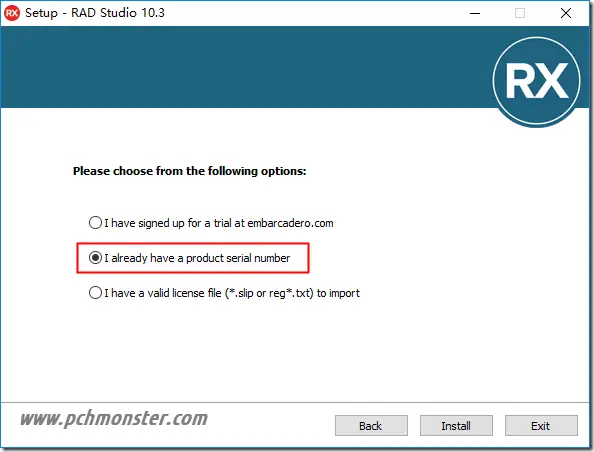 RX Setup - RAD Studio 10.3
RX
Please choose from the following options:
I have signed up for a trial at embarcadero.com
I already have a product serial number
I have a valid license file (*.slip or reg*.txt) to import
www.pchmonster.com
Back Install Exit